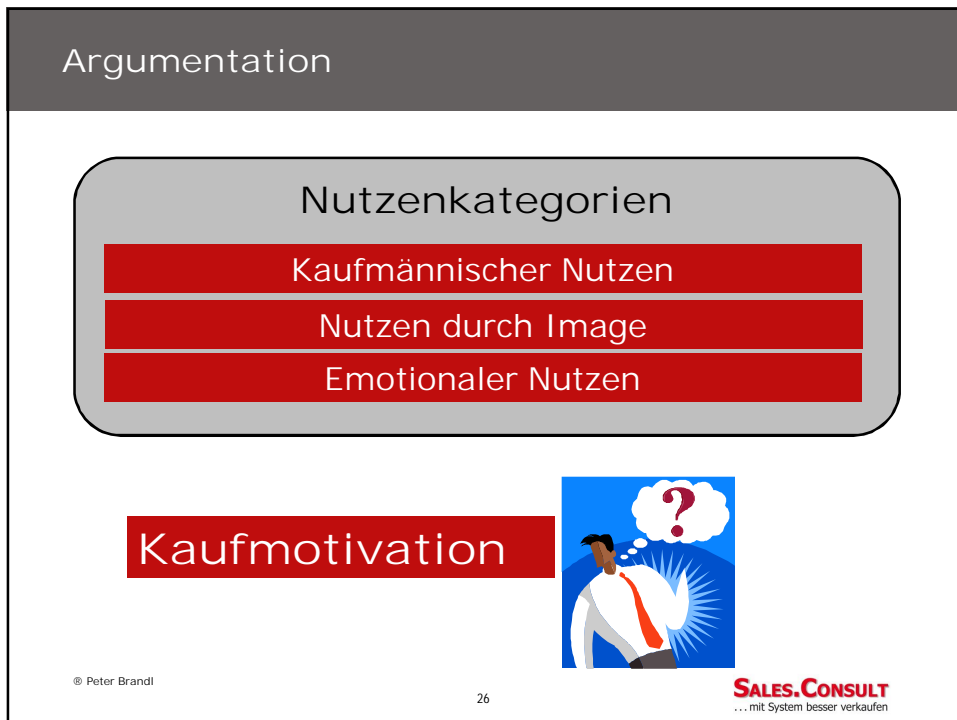 Argumentation
Nutzenkategorien
Kaufmännischer Nutzen
Nutzen durch Image
Emotionaler Nutzen
?
Kaufmotivation
® Peter Brandl
26
SALES.CONSULT
...mit System besser verkaufen